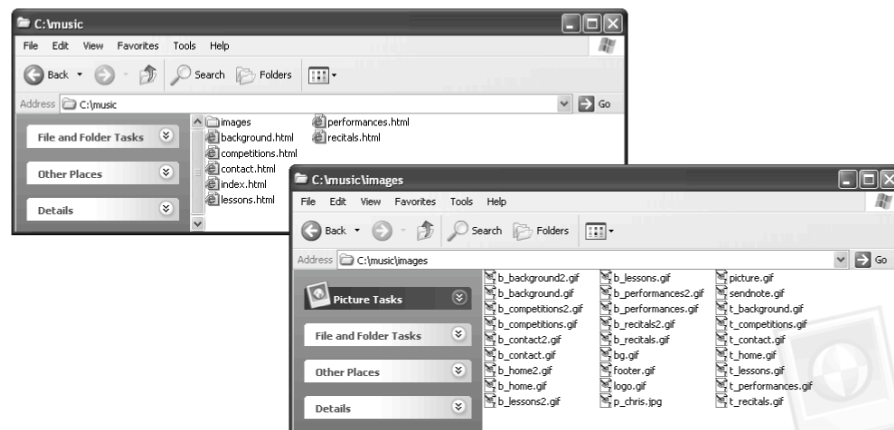 C:\music
File Edit View Favorites Tools Help
Back Search Folders
Address C:\music Go
File and Folder Tasks
Other Places
Details
images
background.html
competitions.html
contact.html
index.html
lessons.html
performances.html
recitals.html
C:\music\images
File Edit View Favorites Tools Help
Back Search Folders
Address C:\music\images Go
Picture Tasks
File and Folder Tasks
Other Places
Details
b_background2.gif
b_background.gif
b_competitions2.gif
b_competitions.gif
b_contact2.gif
b_contact.gif
b_home2.gif
b_home.gif
b_lessons2.gif
b_lessons.gif
b_performances2.gif
b_performances.gif
b_recitals2.gif
b_recitals.gif
bg.gif
footer.gif
logo.gif
p_chris.jpg
picture.gif
sendnote.gif
t_background.gif
t_competitions.gif
t_contact.gif
t_home.gif
t_lessons.gif
t_performances.gif
t_recitals.gif